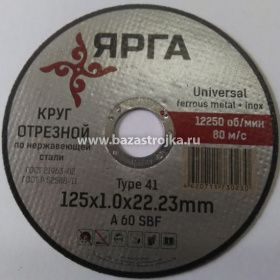 ЯРГА
Universal
ferrous metal • inox
12250 об/мин
80 м/с
КРУГ
ОТРЕЗНОЙ
по нержавеющей
стали
www.bazastrojka.ru
Type 41
125x1.0x22.23mm
A 60 SBF